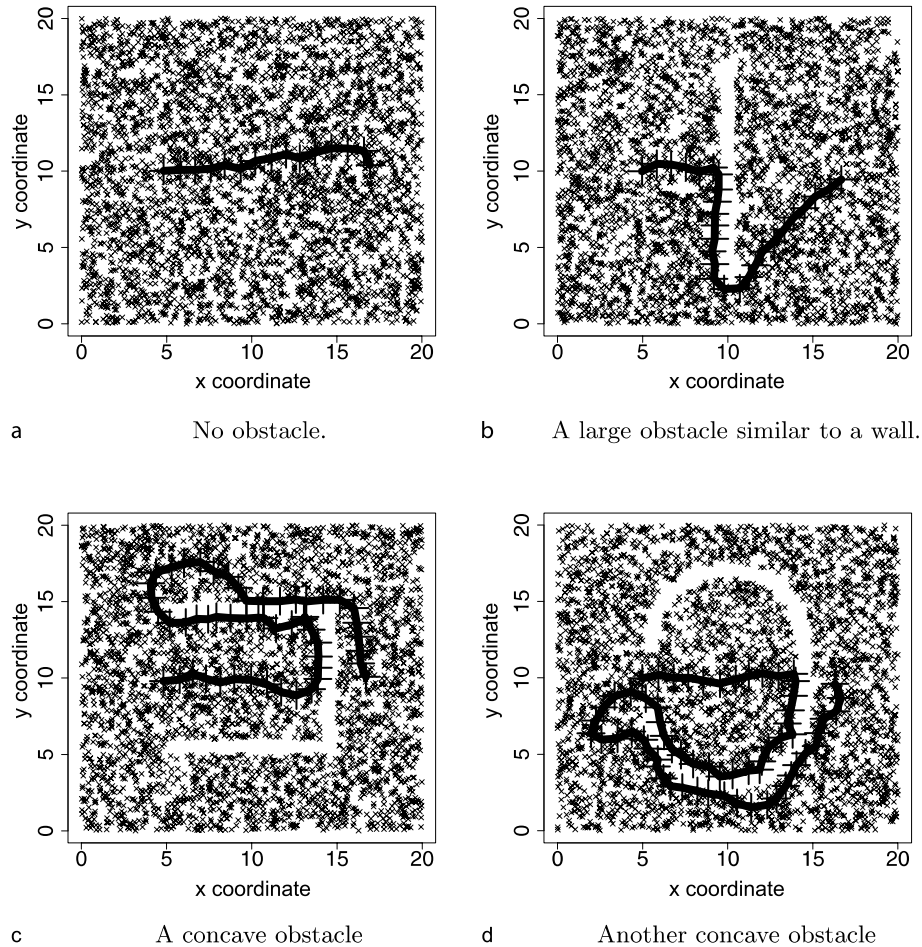 20
15
10
5
0
y coordinate
0 5 10 15 20
x coordinate
a No obstacle.
20
15
10
5
0
y coordinate
0 5 10 15 20
x coordinate
b A large obstacle similar to a wall.
20
15
10
5
0
y coordinate
0 5 10 15 20
x coordinate
c A concave obstacle
20
15
10
5
0
y coordinate
0 5 10 15 20
x coordinate
d Another concave obstacle